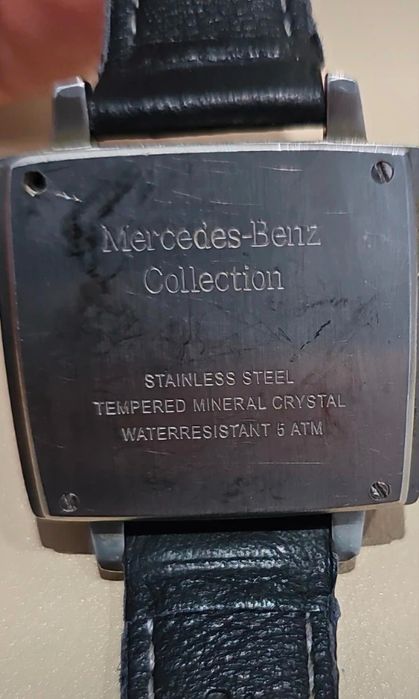 Mercedes-Benz
Collection
STAINLESS STEEL
TEMPERED MINERAL CRYSTAL
WATERRESISTANT 5 ATM